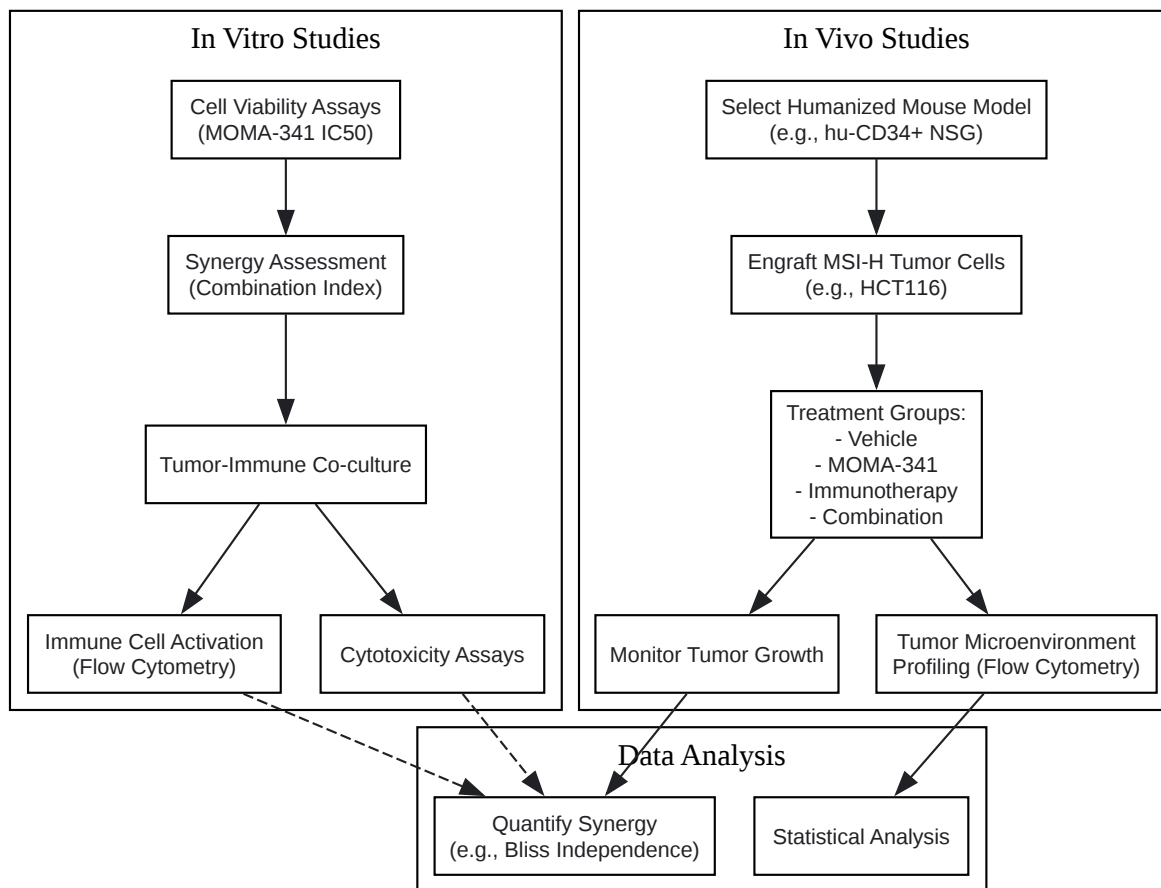 In Vitro Studies
Cell Viability Assays
(MOMA-341 IC50)
Synergy Assessment
(Combination Index)
Tumor-Immune Co-culture
Immune Cell Activation
(Flow Cytometry)
Cytotoxicity Assays
In Vivo Studies
Select Humanized Mouse Model
(e.g., hu-CD34+ NSG)
Engraft MSI-H Tumor Cells
(e.g., HCT116)
Treatment Groups:
- Vehicle
- MOMA-341
- Immunotherapy
- Combination
Monitor Tumor Growth
Tumor Microenvironment
Profiling (Flow Cytometry)
Data Analysis
Quantify Synergy
(e.g., Bliss Independence)
Statistical Analysis